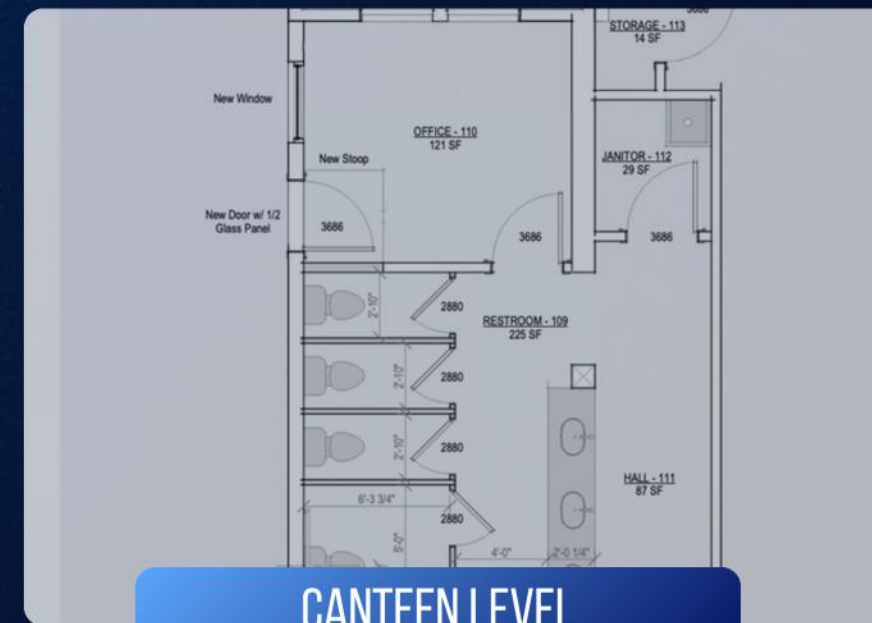 3686
STORAGE - 113
14 SF
New Window
OFFICE - 110
121 SF
New Stoop
JANITOR - 112
29 SF
New Door w/ 1/2
Glass Panel
3686
3686
3686
2'-10"
2880
RESTROOM - 109
225 SF
2'-10"
2880
2'-10"
2880
HALL - 111
87 SF
6'-3 3/4"
2880
5'-0"
4'-0"
2'-0 1/4"
CANTEEN LEVEL